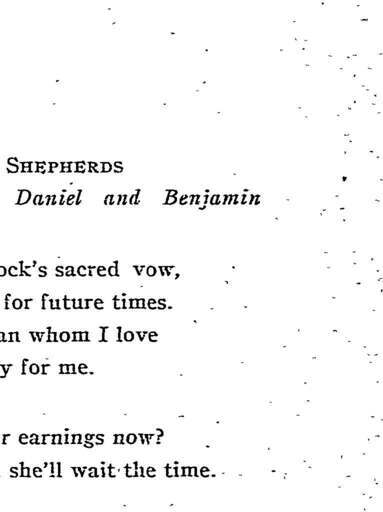 SHEPHERDS
Daniel and Benjamin
ock's sacred vow,
for future times.
an whom I love
y for me.
r earnings now?
she'll wait the time.